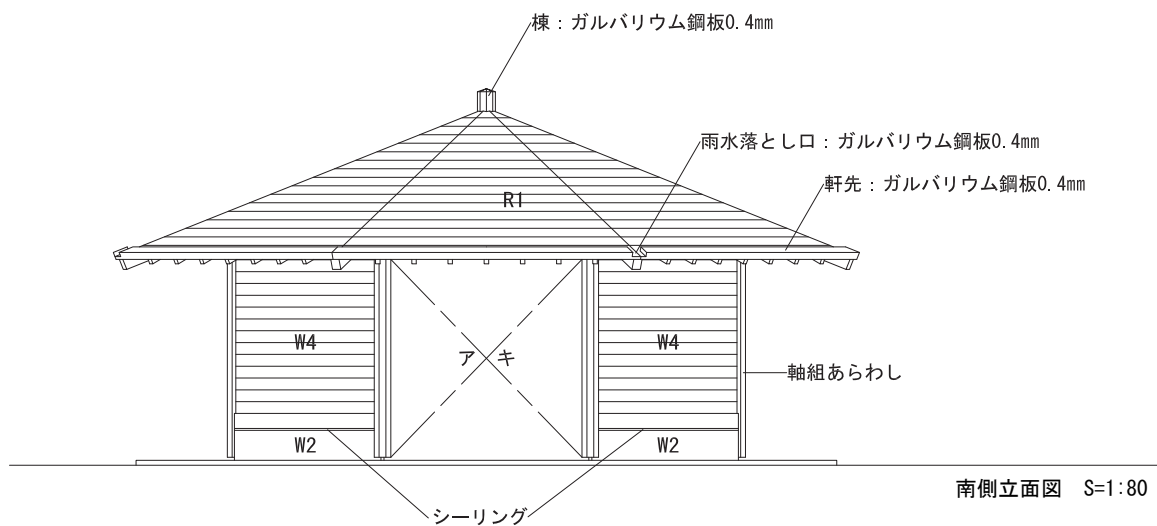 棟：ガルバリウム鋼板0.4㎜
雨水落とし口：ガルバリウム鋼板0.4㎜
軒先：ガルバリウム鋼板0.4㎜
R1
W4
アキ
W4
軸組あらわし
W2
W2
南側立面図　S=1:80
シーリング